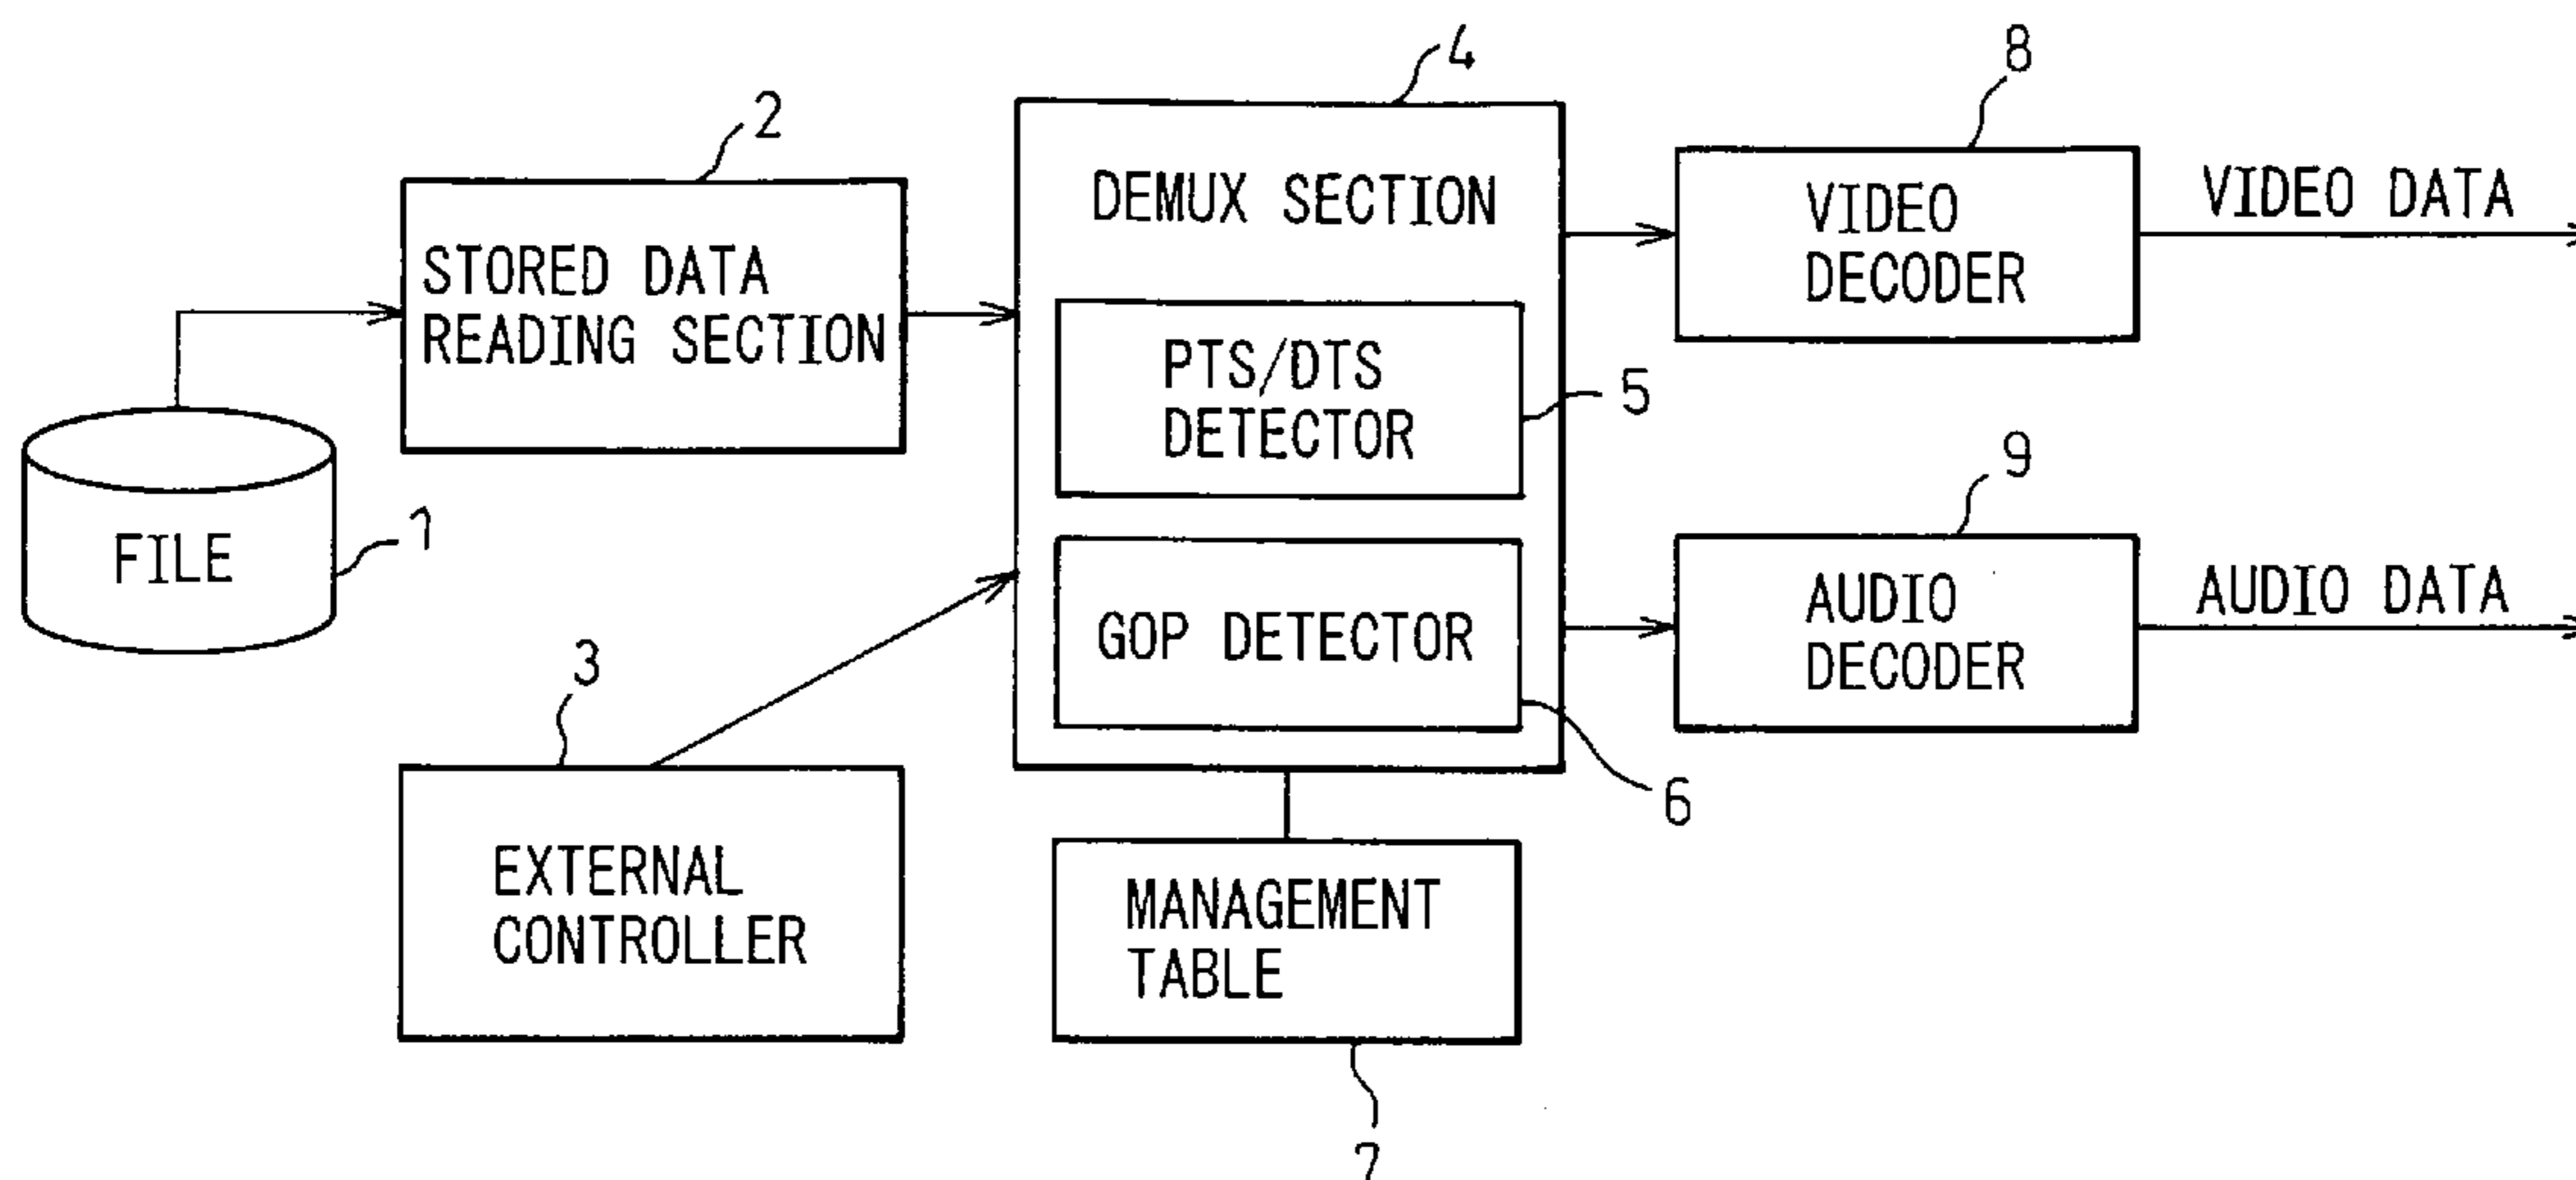 4
8
2
DEMUX SECTION
VIDEO
DECODER
VIDEO DATA
STORED DATA
READING SECTION
PTS/DTS
DETECTOR
5
9
FILE
1
GOP DETECTOR
AUDIO
DECODER
AUDIO DATA
3
6
EXTERNAL
CONTROLLER
MANAGEMENT
TABLE
7